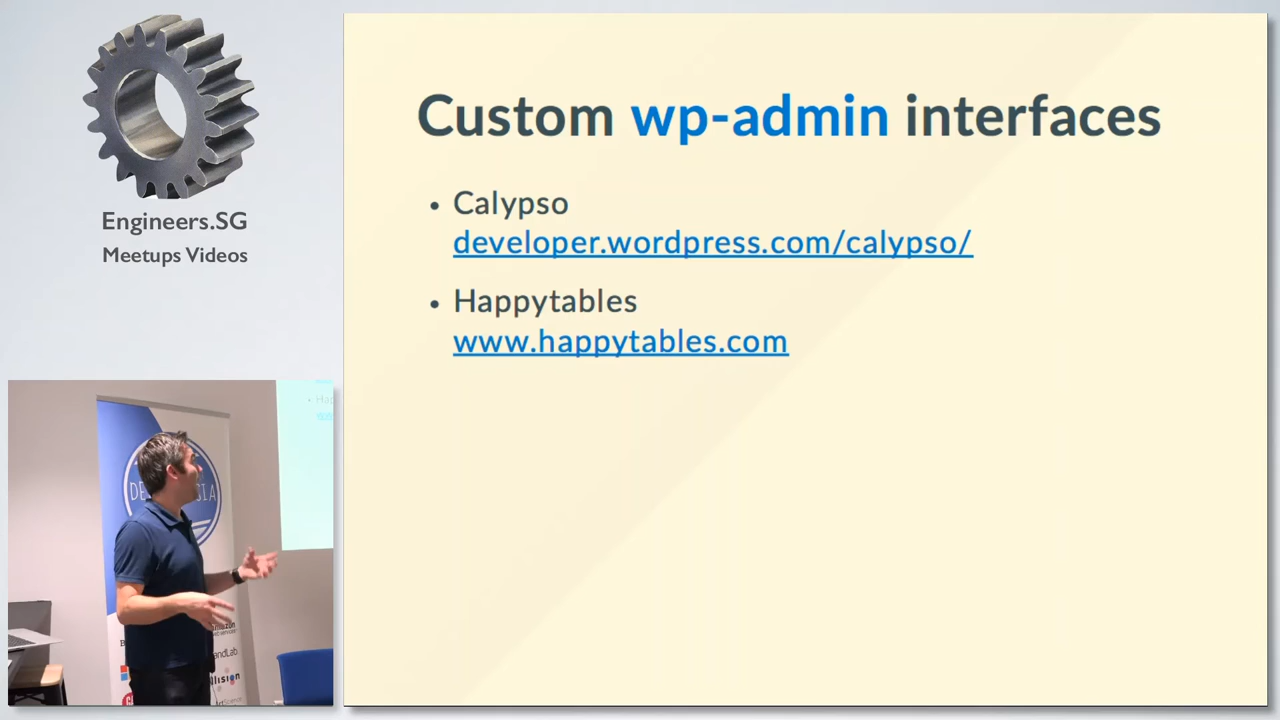 Engineers.SG
Meetups Videos
Custom wp-admin interfaces
• Calypso
developer.wordpress.com/calypso/
• Happytables
www.happytables.com